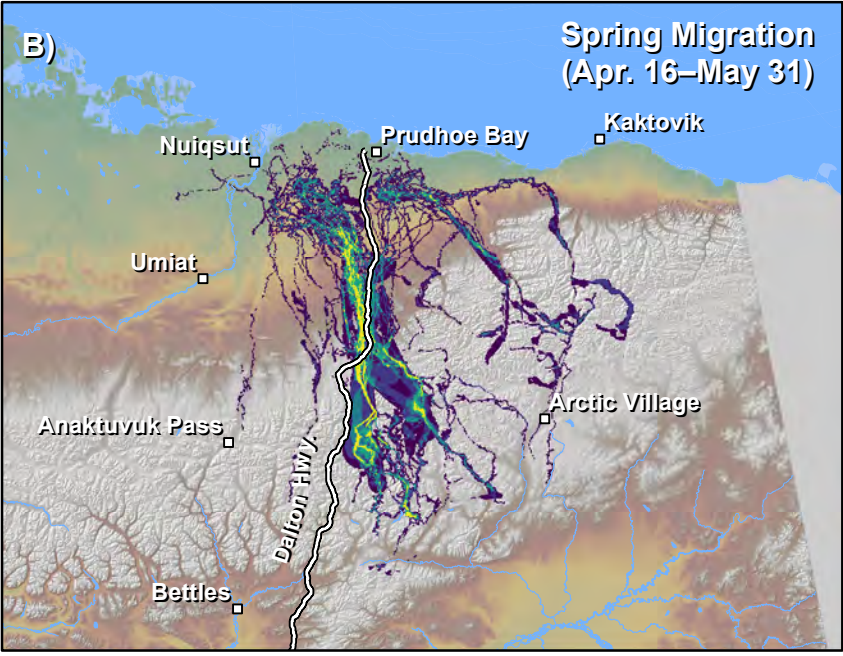 B)
Spring Migration
(Apr. 16–May 31)
Kaktovik
Prudhoe Bay
Nuiqsut
Umiat
Arctic Village
Anaktuvuk Pass
Dalton Hwy.
Bettles